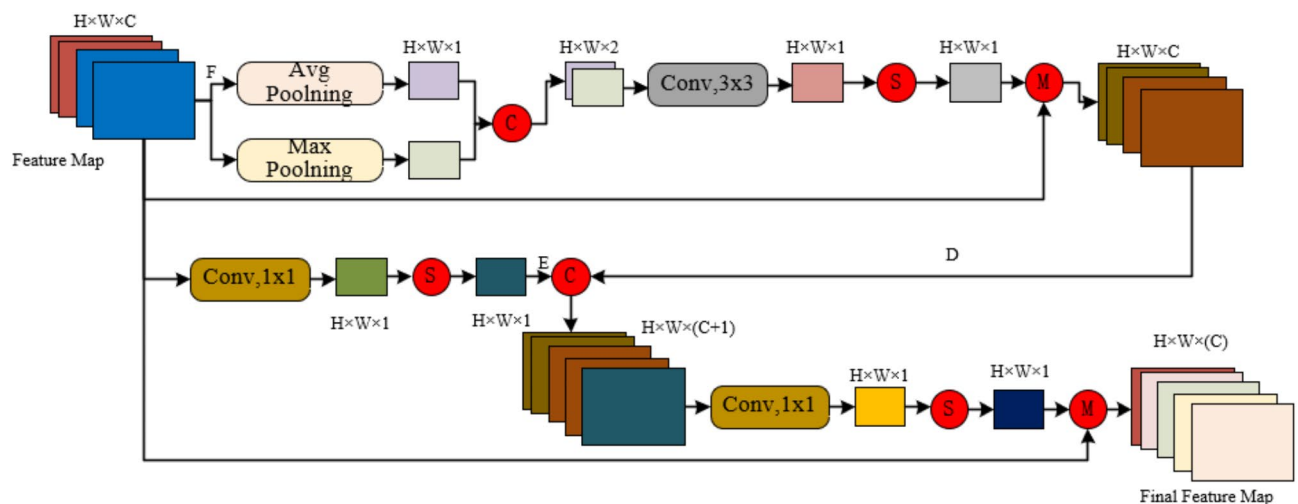 H×W×C
F
Avg
Poolning
H×W×1
H×W×2
Conv,3x3
H×W×1
S
H×W×1
M
H×W×C
C
Max
Poolning
Feature Map
D
Conv,1x1
S
E
C
H×W×1
H×W×1
H×W×(C+1)
Conv,1x1
H×W×1
S
H×W×1
M
H×W×(C)
Final Feature Map